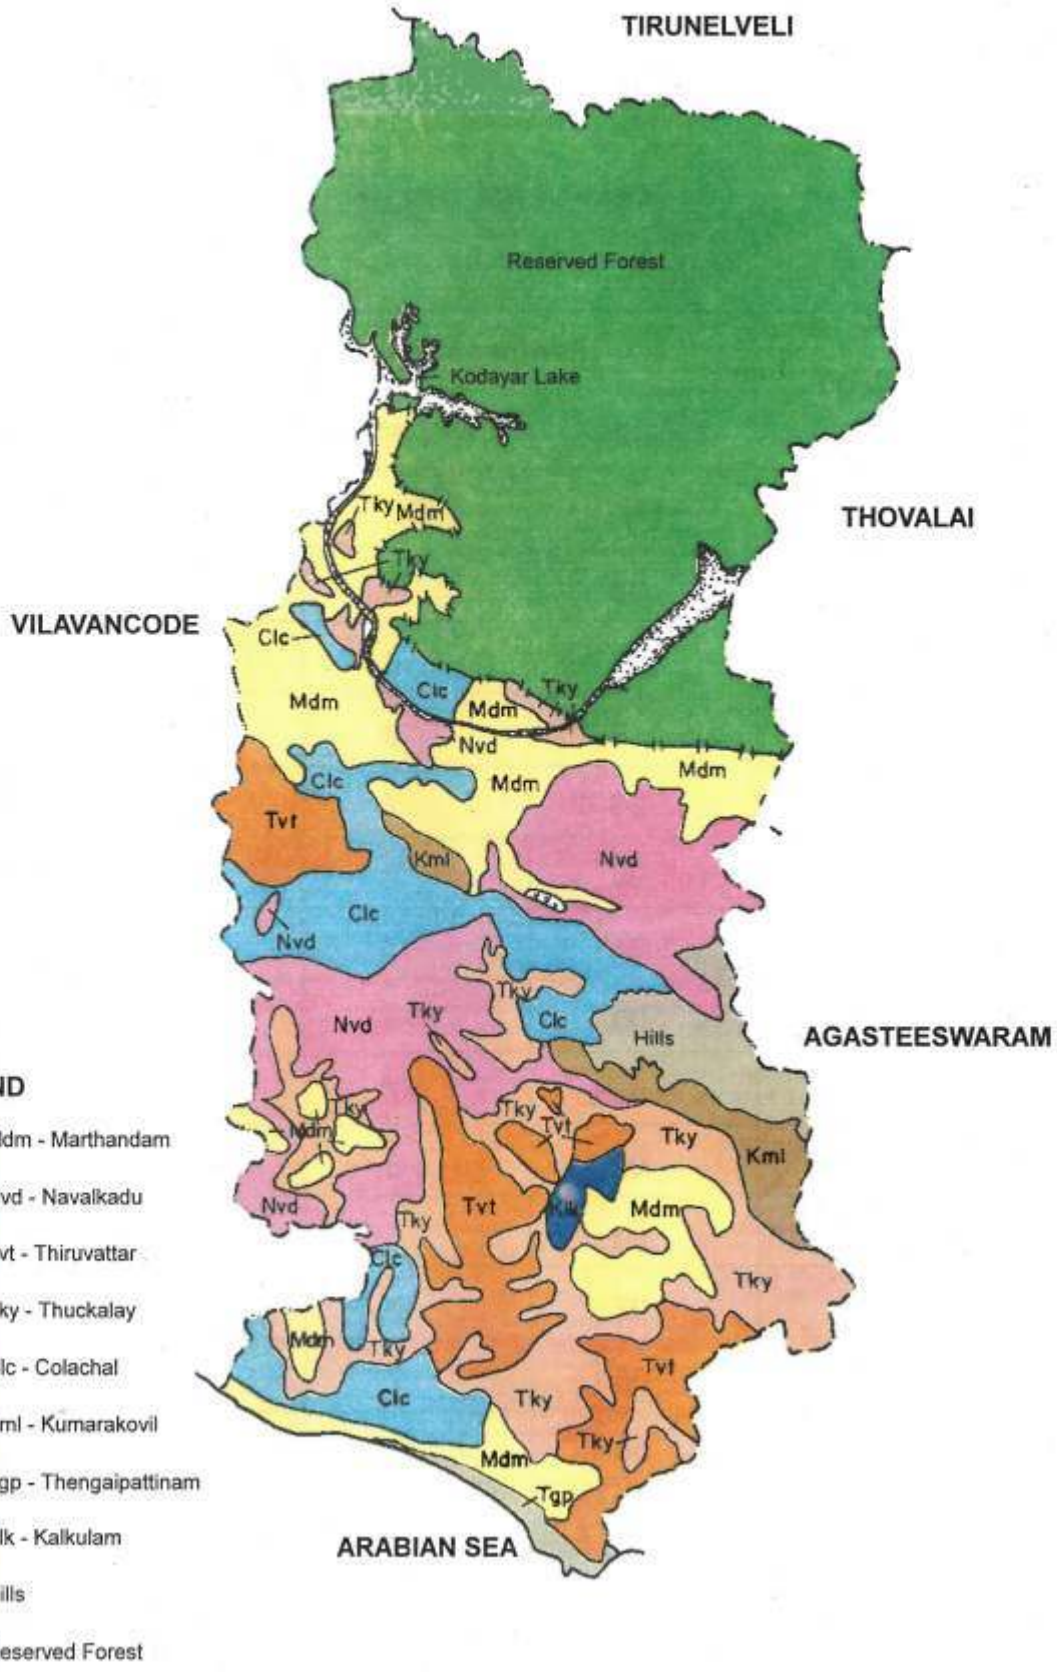 TIRUNELVELI
Reserved Forest
Kodayar Lake
Tky
Mdm
THOVALAI
Tky
VILAVANCODE
Clc
Mdm
Clc
Mdm
Tky
Nvd
Clc
Mdm
Mdm
Tvt
Kml
Nvd
Clc
Nvd
Tky
Nvd
Tky
Clc
Hills
AGASTEESWARAM
ND
Tky
Mdm
Tky
Tvt
Tky
Kml
dm - Marthandam
vd - Navalkadu
Nvd
Tvt
Klk
Mdm
Tky
vt - Thiruvattar
Clc
Tky
ky - Thuckalay
Mdm
Tky
lc - Colachal
Clc
Tky
Tvt
ml - Kumarakovil
Tky
Mdm
gp - Thengaipattinam
Tgp
lk - Kalkulam
ARABIAN SEA
ills
eserved Forest